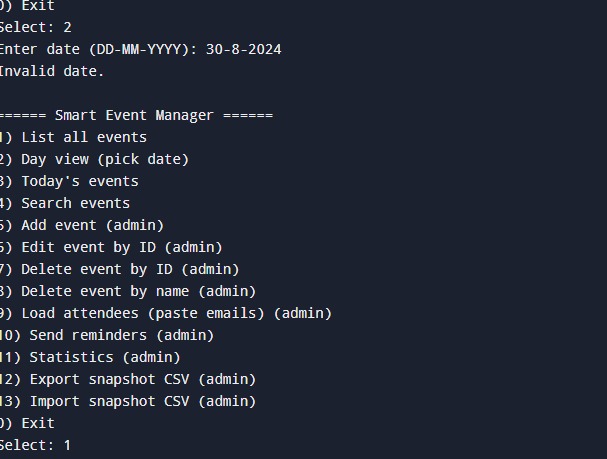 0) Exit
Select: 2
Enter date (DD-MM-YYYY): 30-8-2024
Invalid date.
====== Smart Event Manager ======
1) List all events
2) Day view (pick date)
3) Today's events
4) Search events
5) Add event (admin)
6) Edit event by ID (admin)
7) Delete event by ID (admin)
8) Delete event by name (admin)
9) Load attendees (paste emails) (admin)
10) Send reminders (admin)
11) Statistics (admin)
12) Export snapshot CSV (admin)
13) Import snapshot CSV (admin)
0) Exit
Select: 1